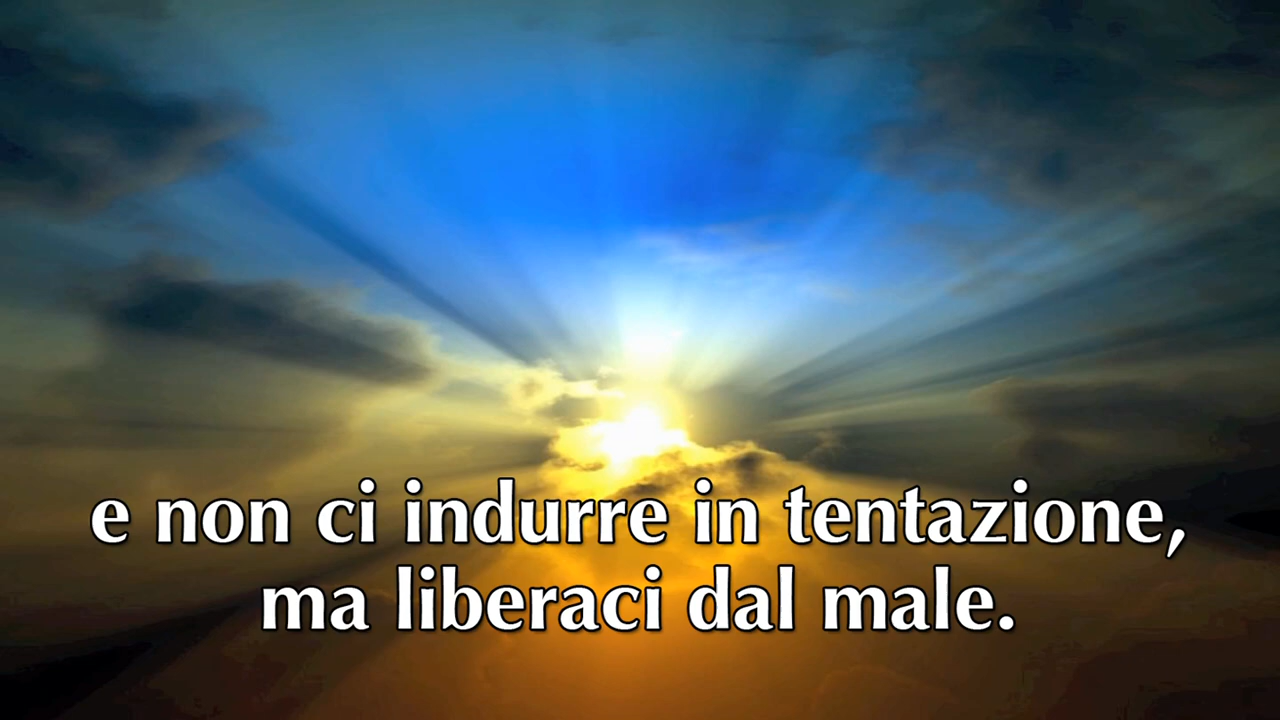 e non ci indurre in tentazione,
ma liberaci dal male.